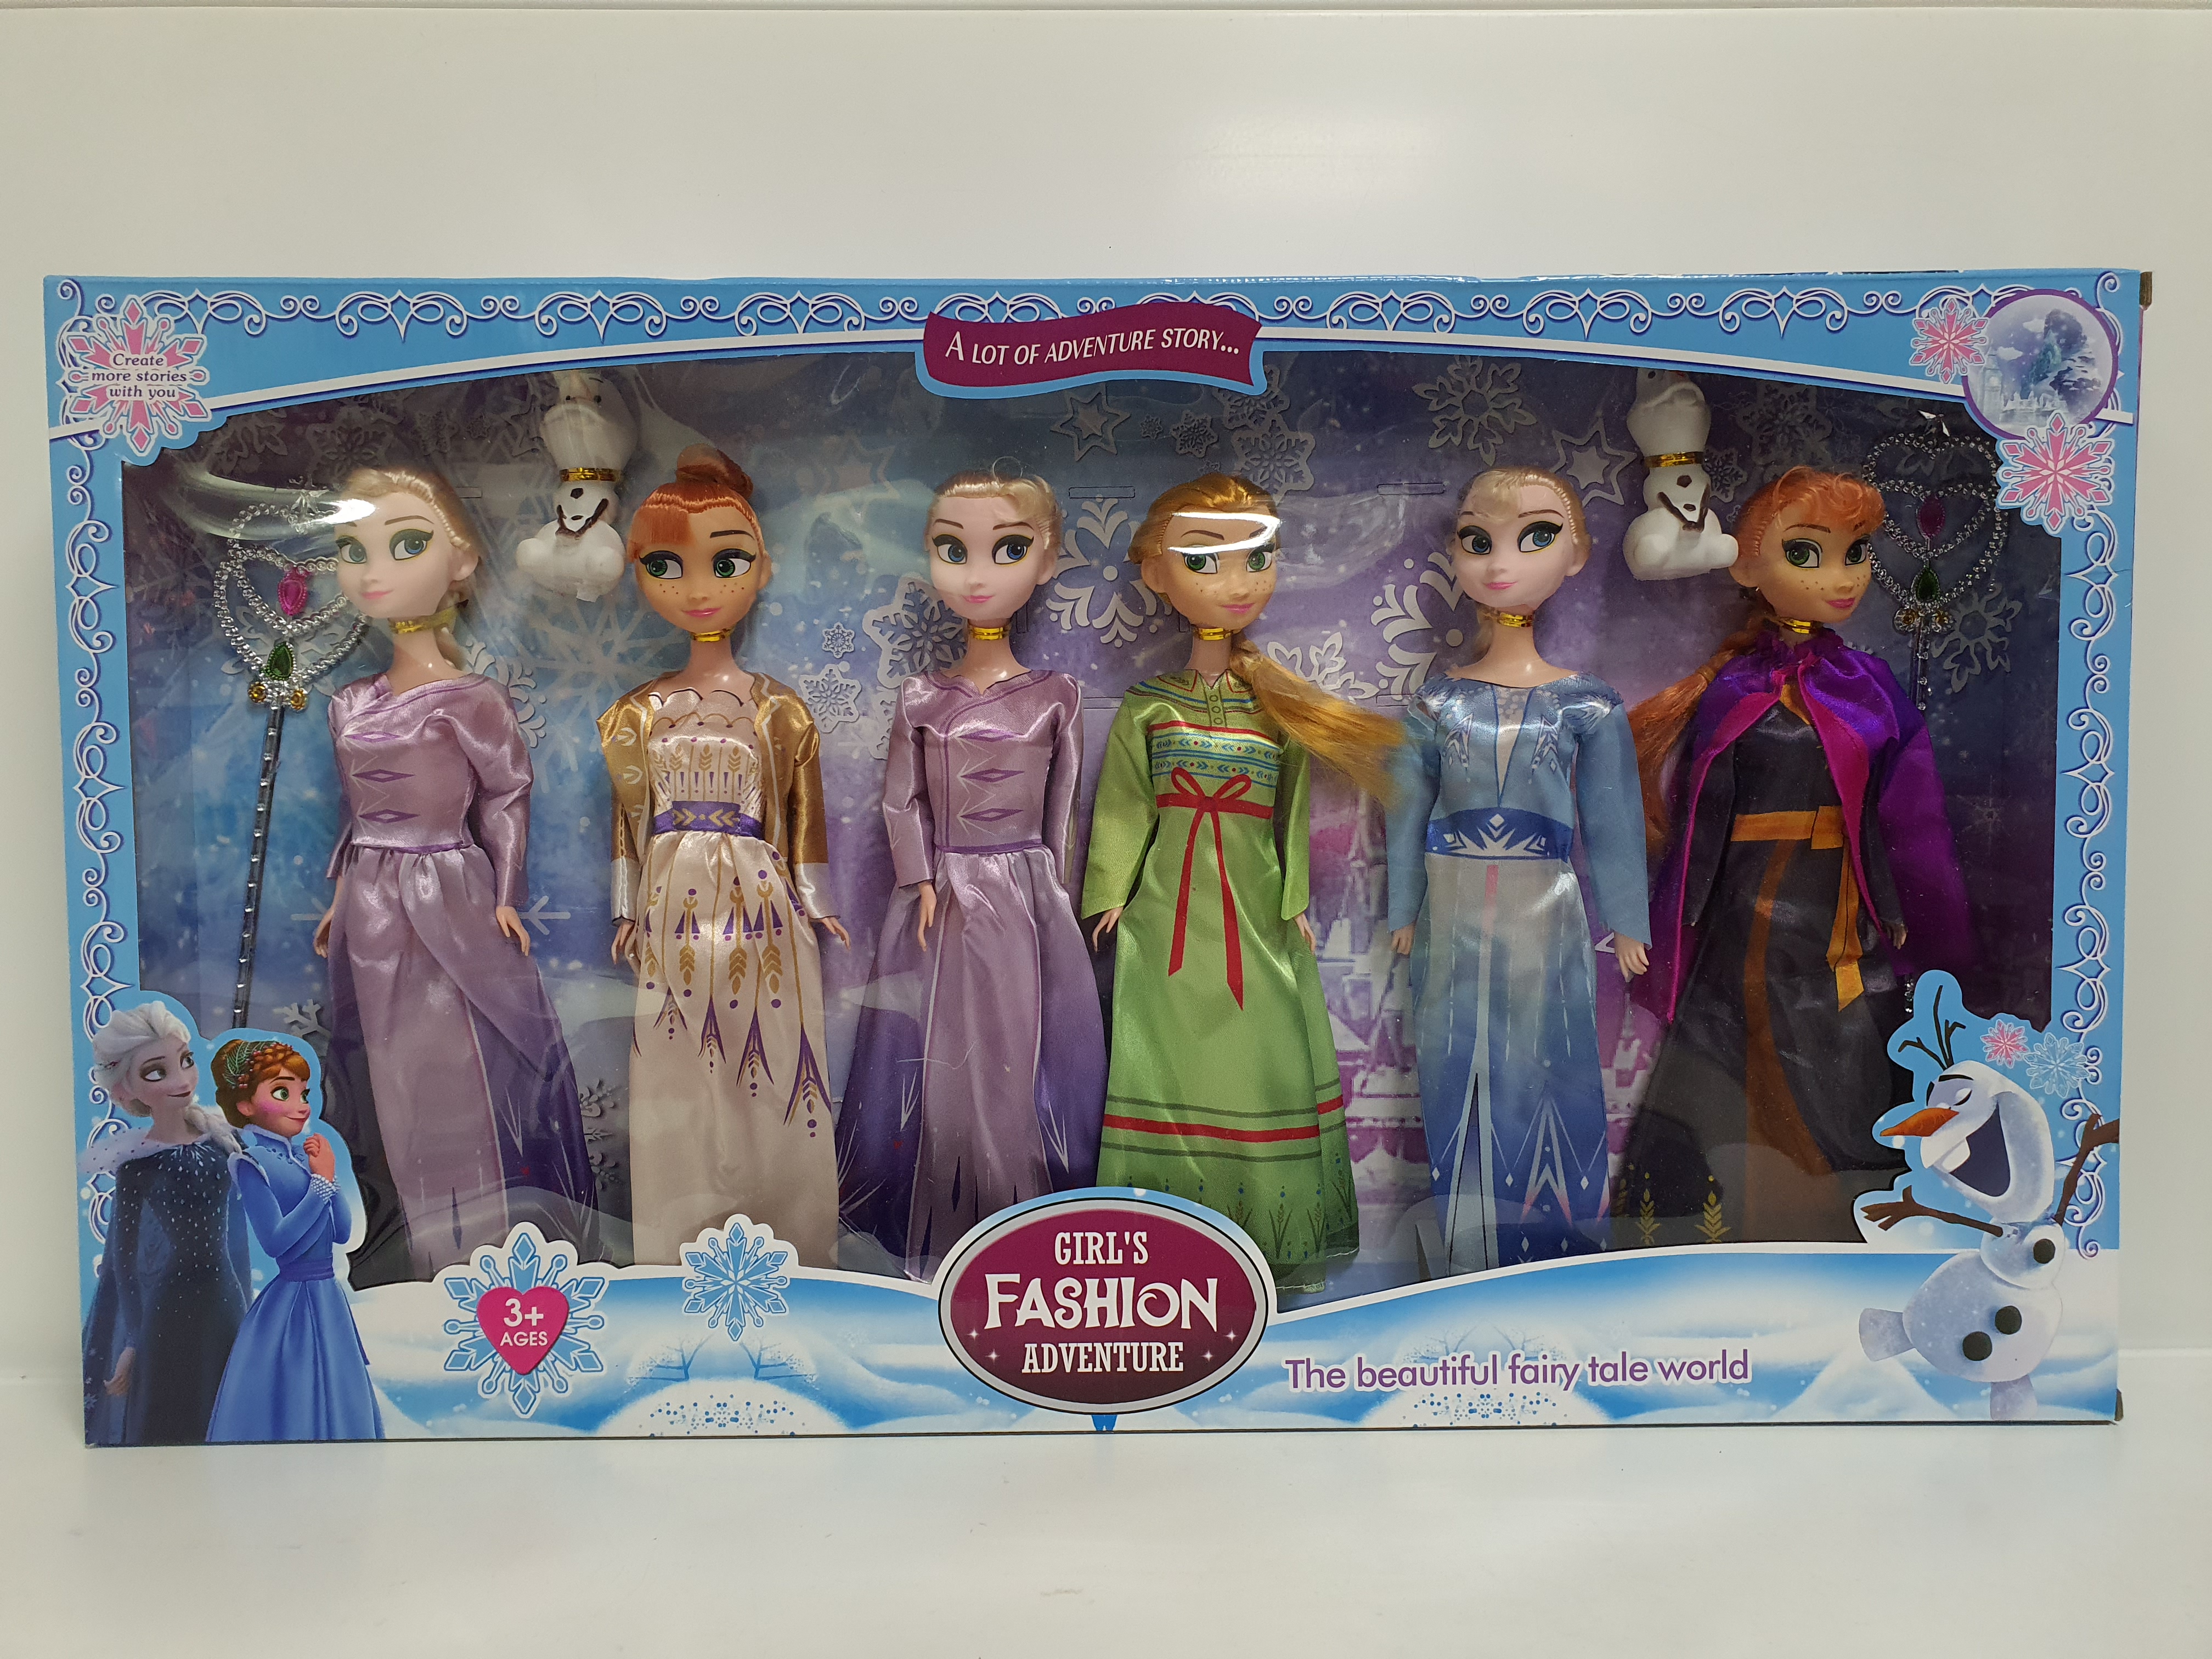 A LOT OF ADVENTURE STORY...
Create
more stories
with you
3+
AGES
GIRL'S
FASHION
ADVENTURE
The beautiful fairy tale world